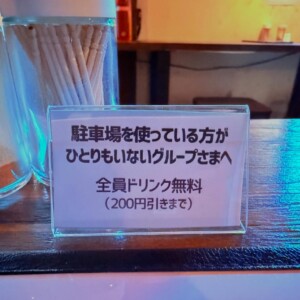 駐車場を使っている方が
ひとりもいないグループさまへ
全員ドリンク無料
(200円引きまで)